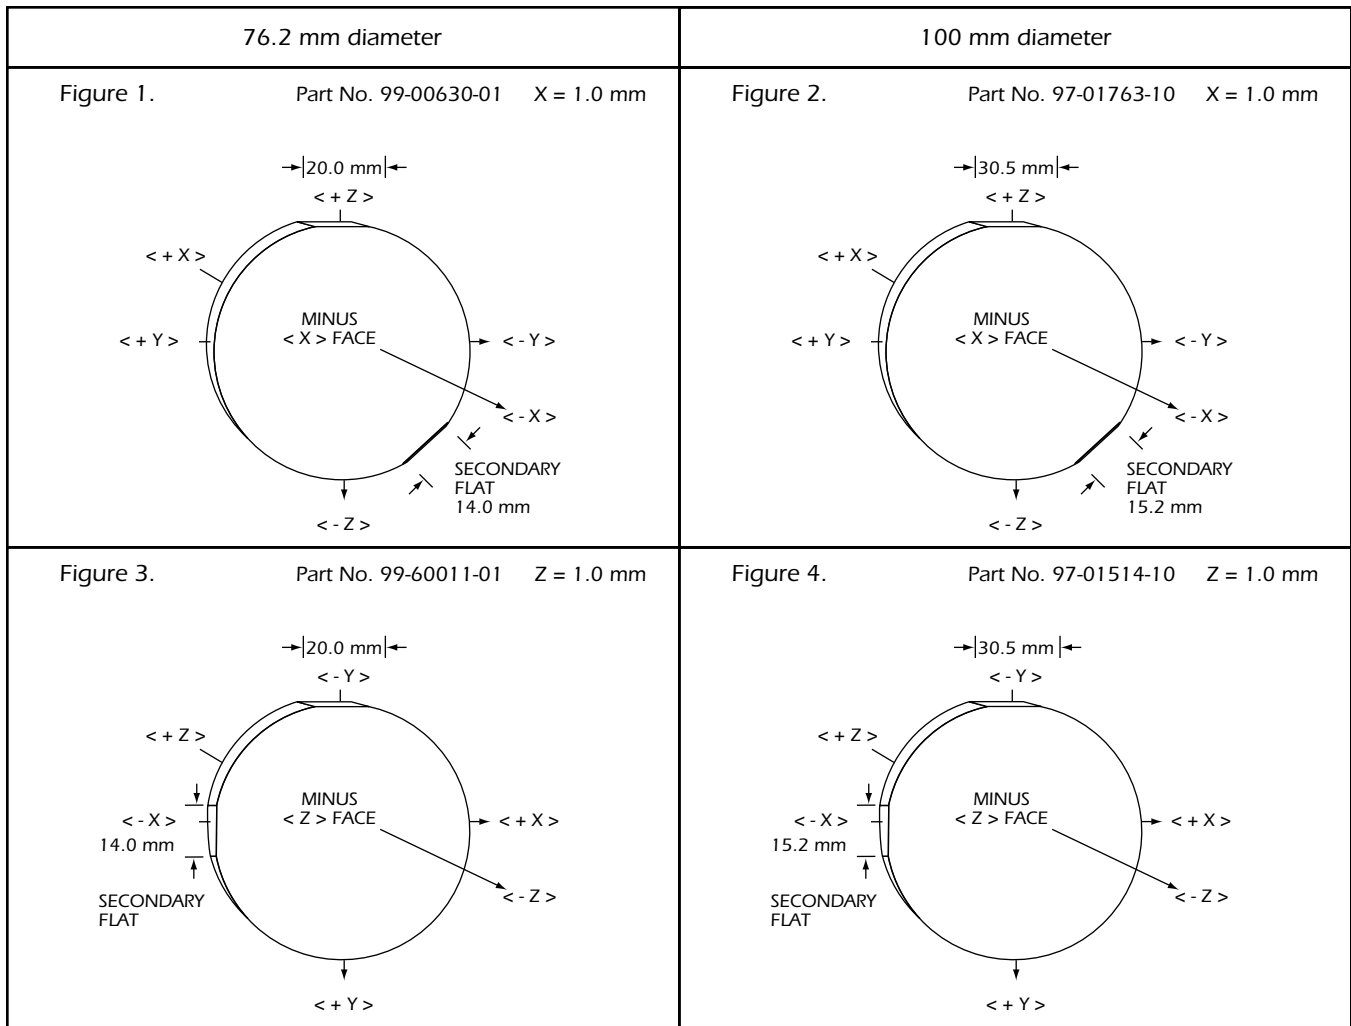 76.2 mm diameter
100 mm diameter
Figure 1.
Part No. 99-00630-01 X = 1.0 mm
20.0 mm
< + Z >
< + X >
MINUS
< X > FACE
< + Y >
< - Y >
< - X >
SECONDARY
FLAT
14.0 mm
< - Z >
Figure 2.
Part No. 97-01763-10 X = 1.0 mm
30.5 mm
< + Z >
< + X >
MINUS
< X > FACE
< + Y >
< - Y >
< - X >
SECONDARY
FLAT
15.2 mm
< - Z >
Figure 3.
Part No. 99-60011-01 Z = 1.0 mm
20.0 mm
< - Y >
< + Z >
MINUS
< Z > FACE
< - X >
< + X >
14.0 mm
SECONDARY
FLAT
< - Z >
< + Y >
Figure 4.
Part No. 97-01514-10 Z = 1.0 mm
30.5 mm
< - Y >
< + Z >
MINUS
< Z > FACE
< - X >
< + X >
15.2 mm
SECONDARY
FLAT
< - Z >
< + Y >